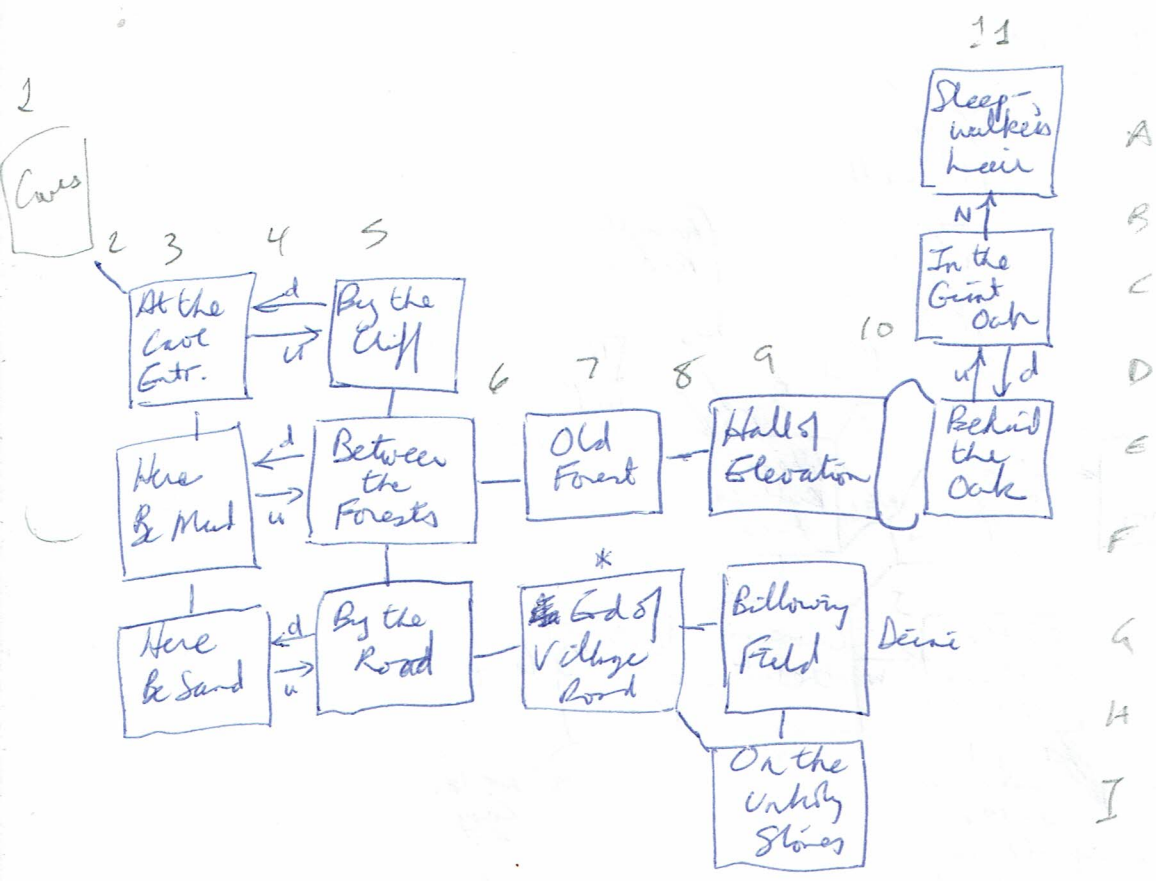 11
1
Sleep-
walker's
Lair
A
Caves
N
B
2 3 4 5
In the
Giant
Oak
C
At the
Cave
Entr.
d
u
By the
Cliff
10
u d
D
6 7 8 9
Here
Be Mud
d
u
Between
the
Forests
Old
Forest
Hall of
Elevation
Behind
the
Oak
E
F
*
Here
Be Sand
d
u
By the
Road
End of
Village
Road
Billowing
Field
G
H
On the
Stones
I